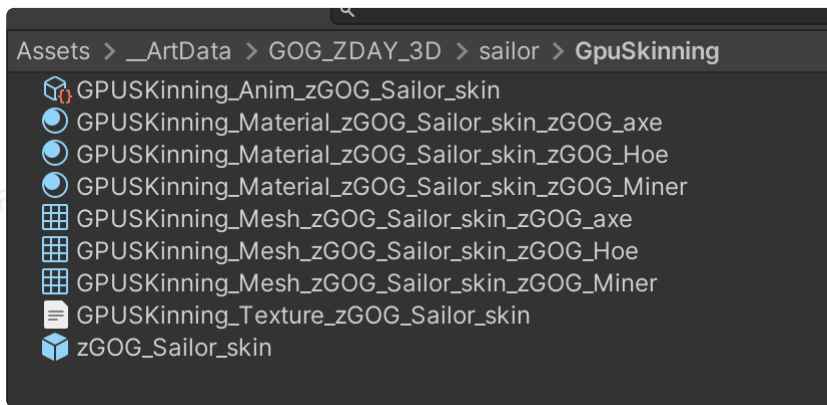 Assets > __ArtData > GOG_ZDAY_3D > sailor > GpuSkinning
GPUSKinning_Anim_zGOG_Sailor_skin
GPUSKinning_Material_zGOG_Sailor_skin_zGOG_axe
GPUSKinning_Material_zGOG_Sailor_skin_zGOG_Hoe
GPUSKinning_Material_zGOG_Sailor_skin_zGOG_Miner
GPUSKinning_Mesh_zGOG_Sailor_skin_zGOG_axe
GPUSKinning_Mesh_zGOG_Sailor_skin_zGOG_Hoe
GPUSKinning_Mesh_zGOG_Sailor_skin_zGOG_Miner
GPUSKinning_Texture_zGOG_Sailor_skin
zGOG_Sailor_skin